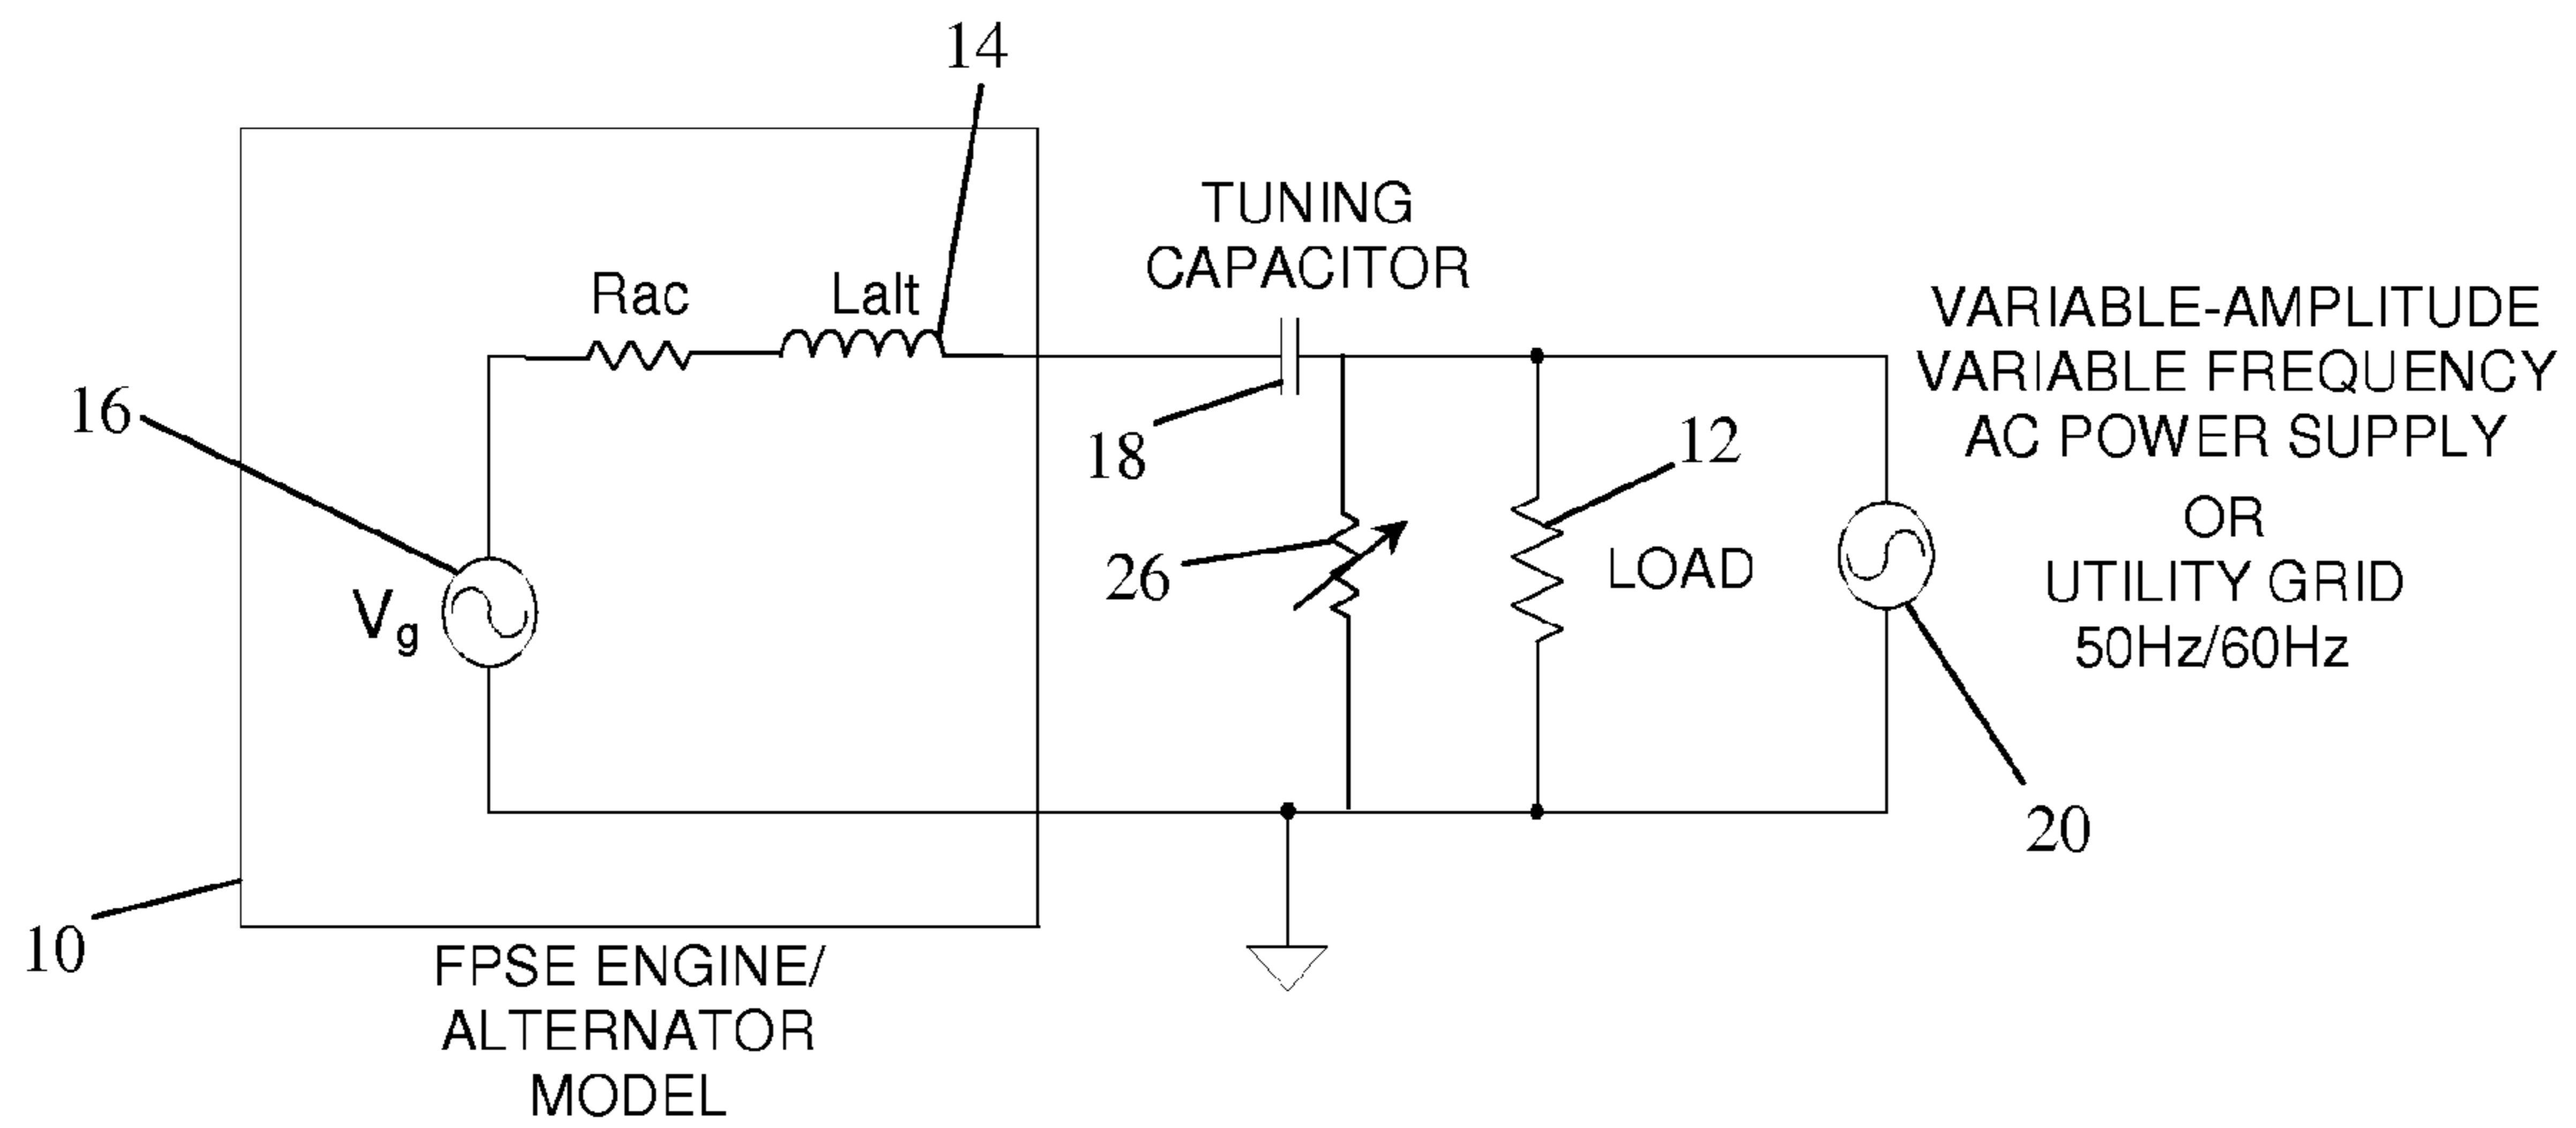 14
TUNING
CAPACITOR
Rac
Lalt
VARIABLE-AMPLITUDE
VARIABLE FREQUENCY
AC POWER SUPPLY
OR
UTILITY GRID
50Hz/60Hz
16
18
12
26
LOAD
Vg
20
10
FPSE ENGINE/
ALTERNATOR
MODEL